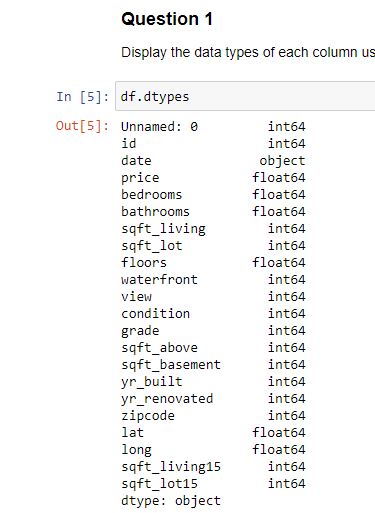 Question 1
Display the data types of each column us
In [5]: df.dtypes
Out[5]: Unnamed: 0 int64
id int64
date object
price float64
bedrooms float64
bathrooms float64
sqft_living int64
sqft_lot int64
floors float64
waterfront int64
view int64
condition int64
grade int64
sqft_above int64
sqft_basement int64
yr_built int64
yr_renovated int64
zipcode int64
lat float64
long float64
sqft_living15 int64
sqft_lot15 int64
dtype: object